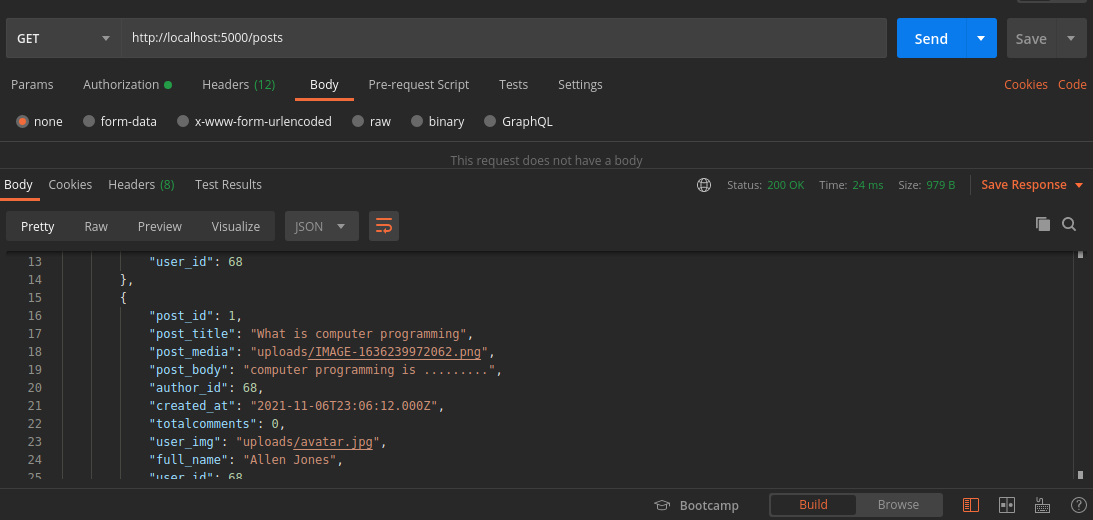 GET http://localhost:5000/posts Send Save
Params Authorization Headers (12) Body Pre-request Script Tests Settings Cookies Code
none form-data x-www-form-urlencoded raw binary GraphQL
This request does not have a body
Body Cookies Headers (8) Test Results Status: 200 OK Time: 24 ms Size: 979 B Save Response
Pretty Raw Preview Visualize JSON
13 "user_id": 68
14 },
15 {
16 "post_id": 1,
17 "post_title": "What is computer programming",
18 "post_media": "uploads/IMAGE-1636239972062.png",
19 "post_body": "computer programming is .........",
20 "author_id": 68,
21 "created_at": "2021-11-06T23:06:12.000Z",
22 "totalcomments": 0,
23 "user_img": "uploads/avatar.jpg",
24 "full_name": "Allen Jones",
25 "user_id": 68
Bootcamp Build Browse